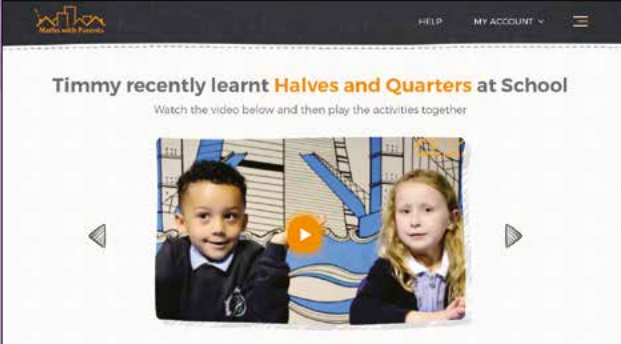 Maths with Parents
HELP
MY ACCOUNT
Timmy recently learnt Halves and Quarters at School
Watch the video below and then play the activities together